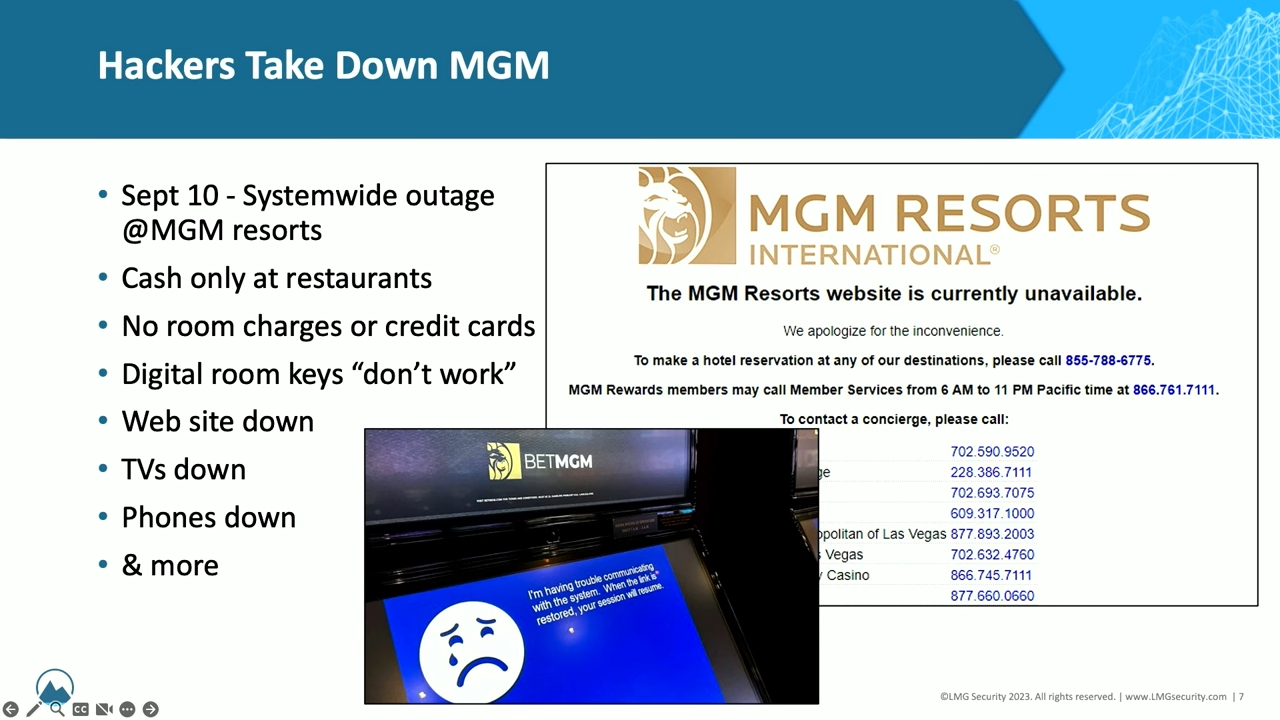 Hackers Take Down MGM
• Sept 10 - Systemwide outage
@MGM resorts
• Cash only at restaurants
• No room charges or credit cards
• Digital room keys “don’t work”
• Web site down
• TVs down
• Phones down
• & more
MGM RESORTS
INTERNATIONAL®
The MGM Resorts website is currently unavailable.
We apologize for the inconvenience.
To make a hotel reservation at any of our destinations, please call 855-788-6775.
MGM Rewards members may call Member Services from 6 AM to 11 PM Pacific time at 866.761.7111.
To contact a concierge, please call:
702.590.9520
ge 228.386.7111
702.693.7075
609.317.1000
opolitan of Las Vegas 877.893.2003
s Vegas 702.632.4760
y Casino 866.745.7111
877.660.0660
BETMGM
I'm having trouble communicating
with the system. When the link is
restored, your session will resume.
CC
©LMG Security 2023. All rights reserved. | www.LMGsecurity.com | 7